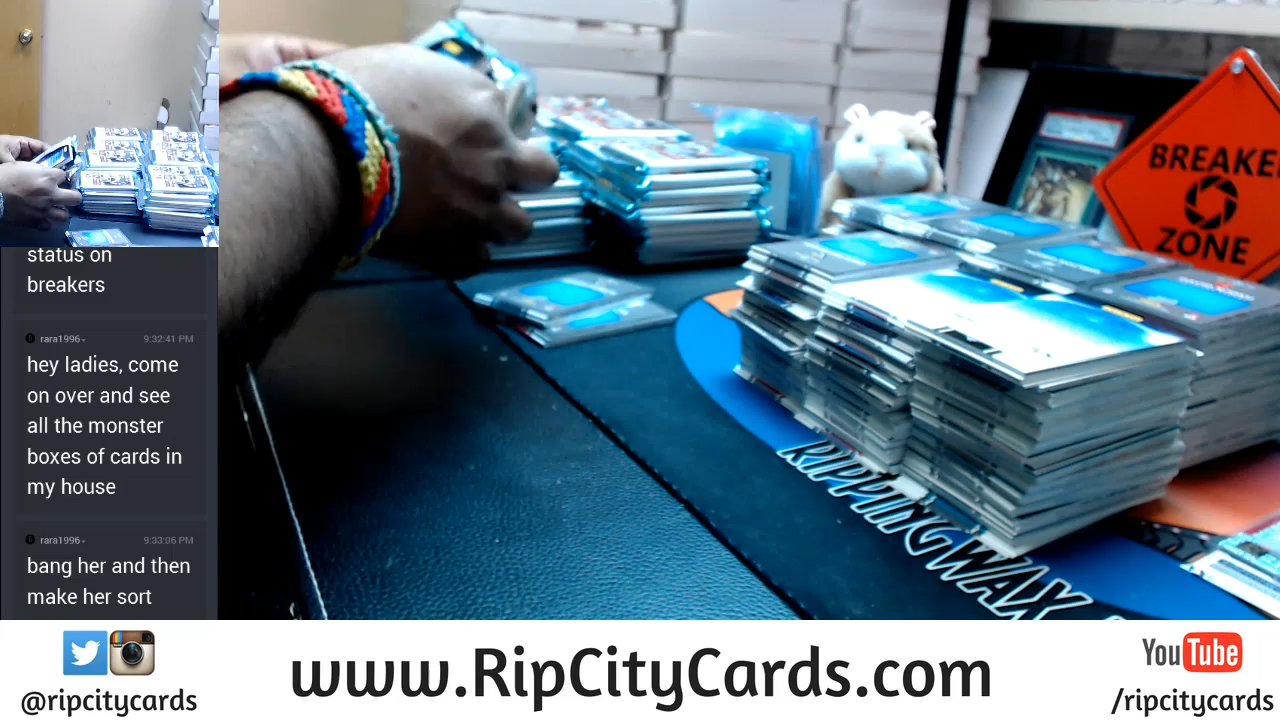 status on
breakers
rara1996
9:32:41 PM
hey ladies, come
on over and see
all the monster
boxes of cards in
my house
rara1996
9:33:06 PM
bang her and then
make her sort
BREAKE
ZONE
RIPPINGWAX
www.RipCityCards.com
@ripcitycards
YouTube
/ripcitycards